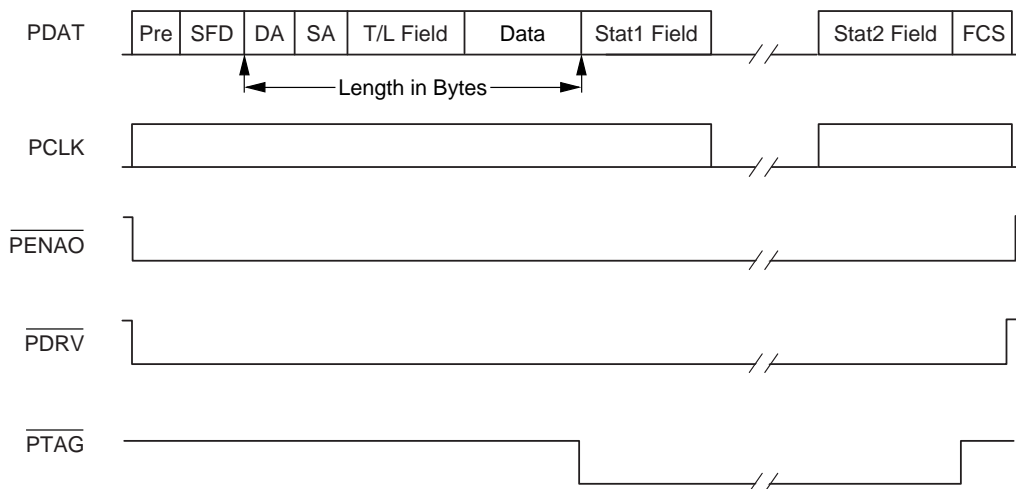 PDAT Pre SFD DA SA T/L Field Data Stat1 Field Stat2 Field FCS
Length in Bytes
PCLK
PENAO
PDRV
PTAG